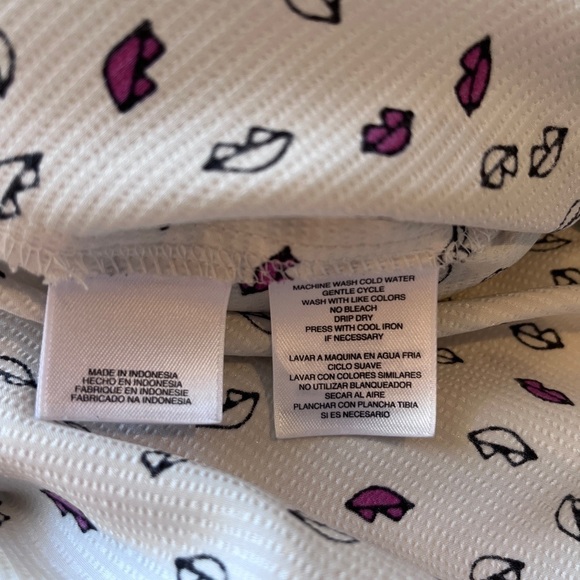 MADE IN INDONESIA
HECHO EN INDONESIA
FABRIQUE EN INDONESIE
FABRICADO NA INDONESIA
MACHINE WASH COLD WATER
GENTLE CYCLE
WASH WITH LIKE COLORS
NO BLEACH
DRIP DRY
PRESS WITH COOL IRON
IF NECESSARY
LAVAR A MAQUINA EN AGUA FRIA
CICLO SUAVE
LAVAR CON COLORES SIMILARES
NO UTILIZAR BLANQUEADOR
SECAR AL AIRE
PLANCHAR CON PLANCHA TIBIA
SI ES NECESARIO